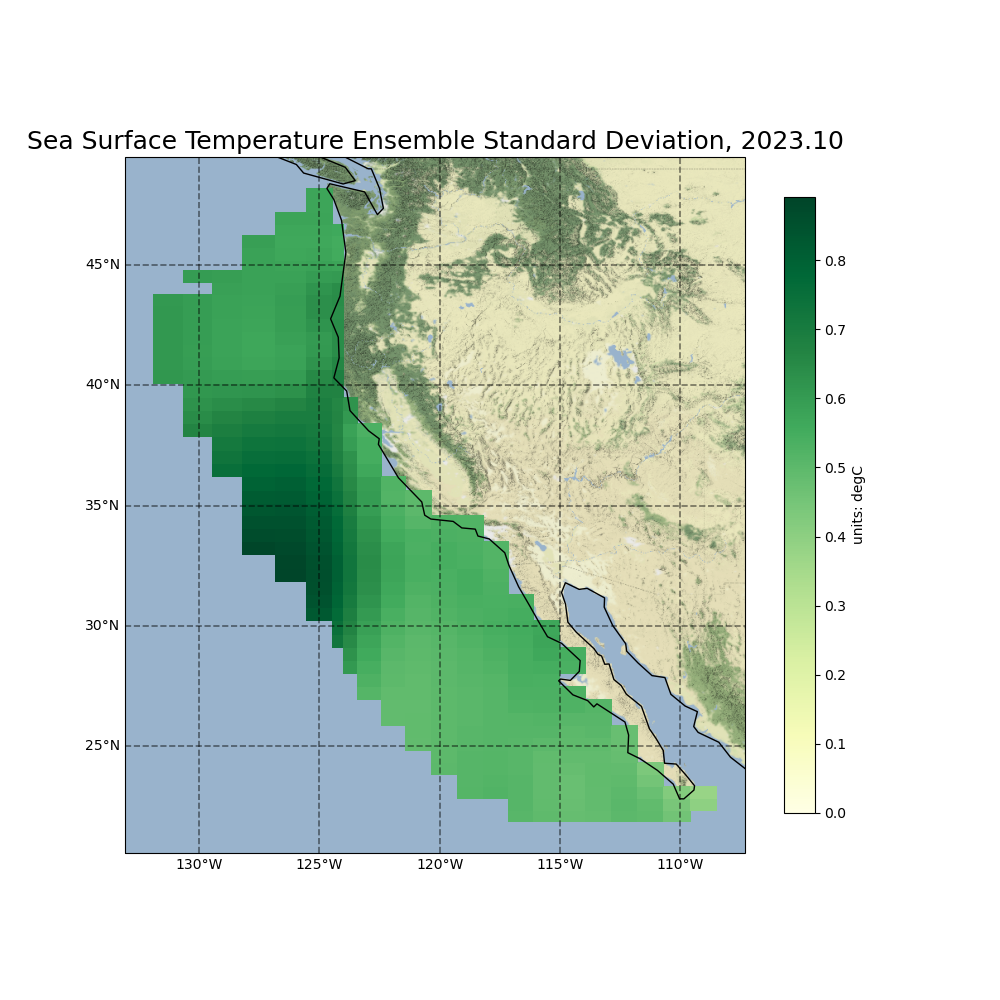 Sea Surface Temperature Ensemble Standard Deviation, 2023.10
45°N
40°N
35°N
30°N
25°N
130°W
125°W
120°W
115°W
110°W
0.8
0.7
0.6
0.5
0.4
0.3
0.2
0.1
0.0
units: degC